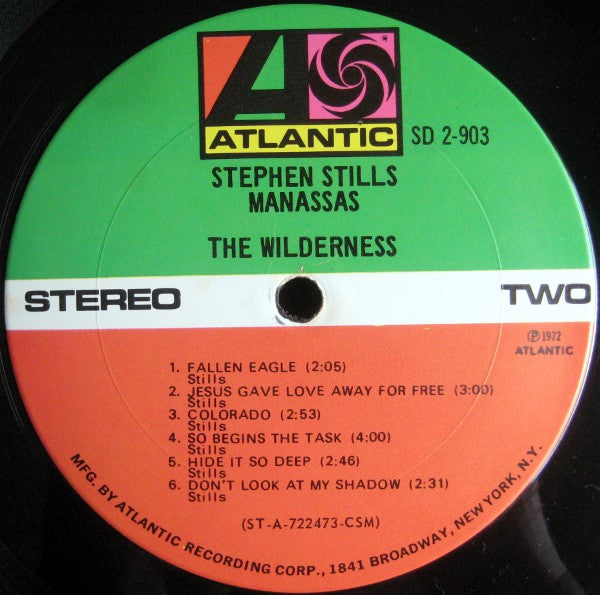 ATLANTIC
®
SD 2-903
STEPHEN STILLS
MANASSAS
THE WILDERNESS
STEREO
TWO
℗ 1972
ATLANTIC
1. FALLEN EAGLE (2:05)
Stills
2. JESUS GAVE LOVE AWAY FOR FREE (3:00)
Stills
3. COLORADO (2:53)
Stills
4. SO BEGINS THE TASK (4:00)
Stills
5. HIDE IT SO DEEP (2:46)
Stills
6. DON'T LOOK AT MY SHADOW (2:31)
Stills
(ST-A-722473-CSM)
MFG. BY ATLANTIC RECORDING CORP., 1841 BROADWAY, NEW YORK, N.Y.